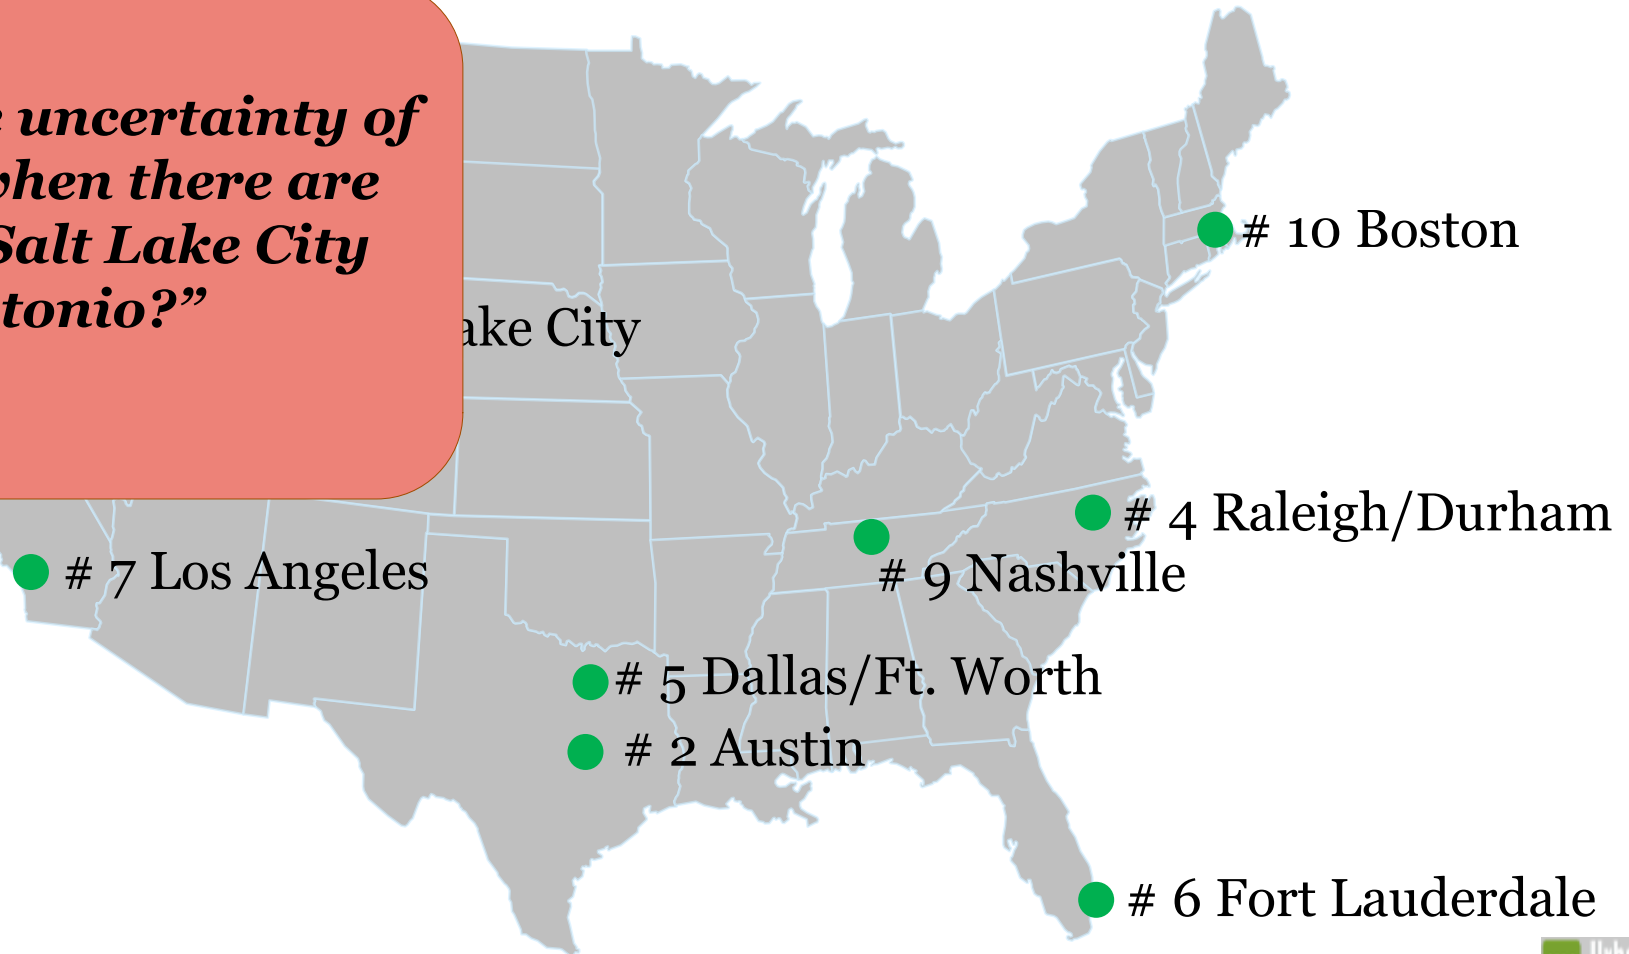 uncertainty of
when there are
Salt Lake City
tonio?”
ake City
# 10 Boston
# 4 Raleigh/Durham
# 9 Nashville
# 7 Los Angeles
# 5 Dallas/Ft. Worth
# 2 Austin
# 6 Fort Lauderdale